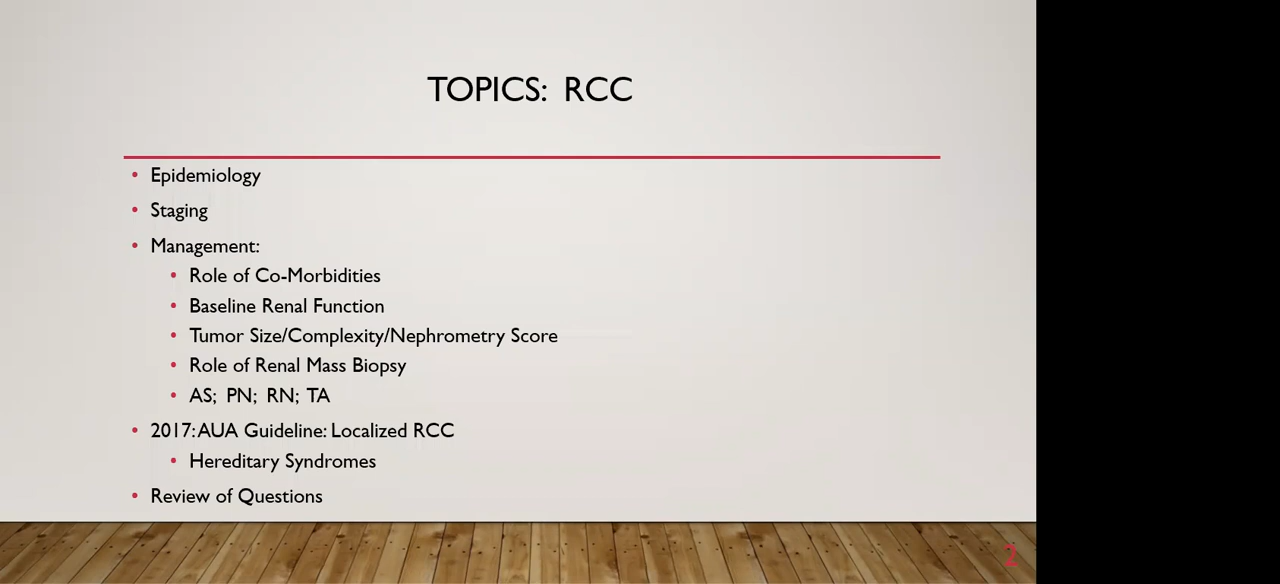 TOPICS: RCC
• Epidemiology
• Staging
• Management:
• Role of Co-Morbidities
• Baseline Renal Function
• Tumor Size/Complexity/Nephrometry Score
• Role of Renal Mass Biopsy
• AS; PN; RN; TA
• 2017: AUA Guideline: Localized RCC
• Hereditary Syndromes
• Review of Questions
2